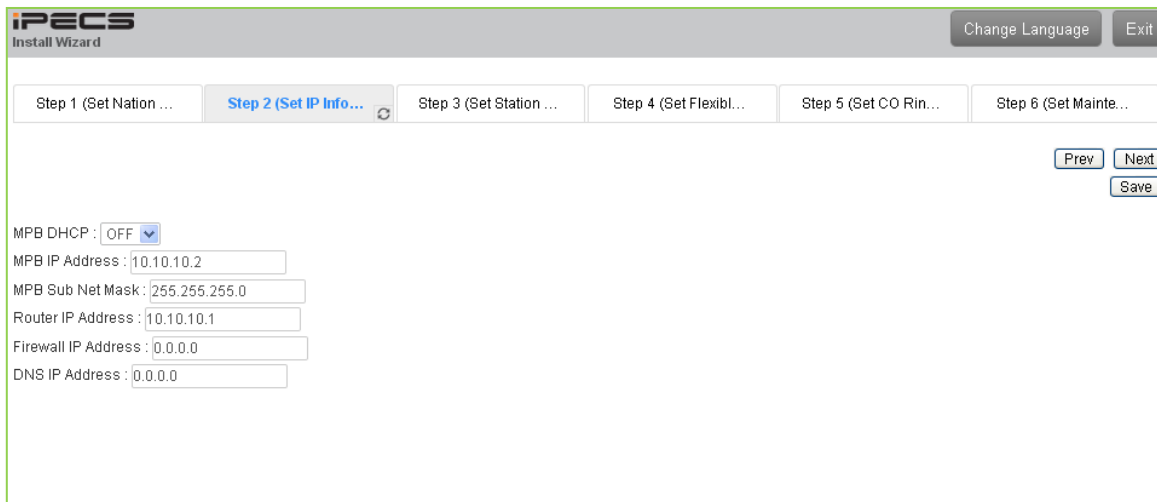 iPECS
Install Wizard
Change Language
Exit
Step 1 (Set Nation ...
Step 2 (Set IP Info...
Step 3 (Set Station ...
Step 4 (Set Flexibl...
Step 5 (Set CO Rin...
Step 6 (Set Mainte...
Prev
Next
Save
MPB DHCP : OFF
MPB IP Address : 10.10.10.2
MPB Sub Net Mask : 255.255.255.0
Router IP Address : 10.10.10.1
Firewall IP Address : 0.0.0.0
DNS IP Address : 0.0.0.0